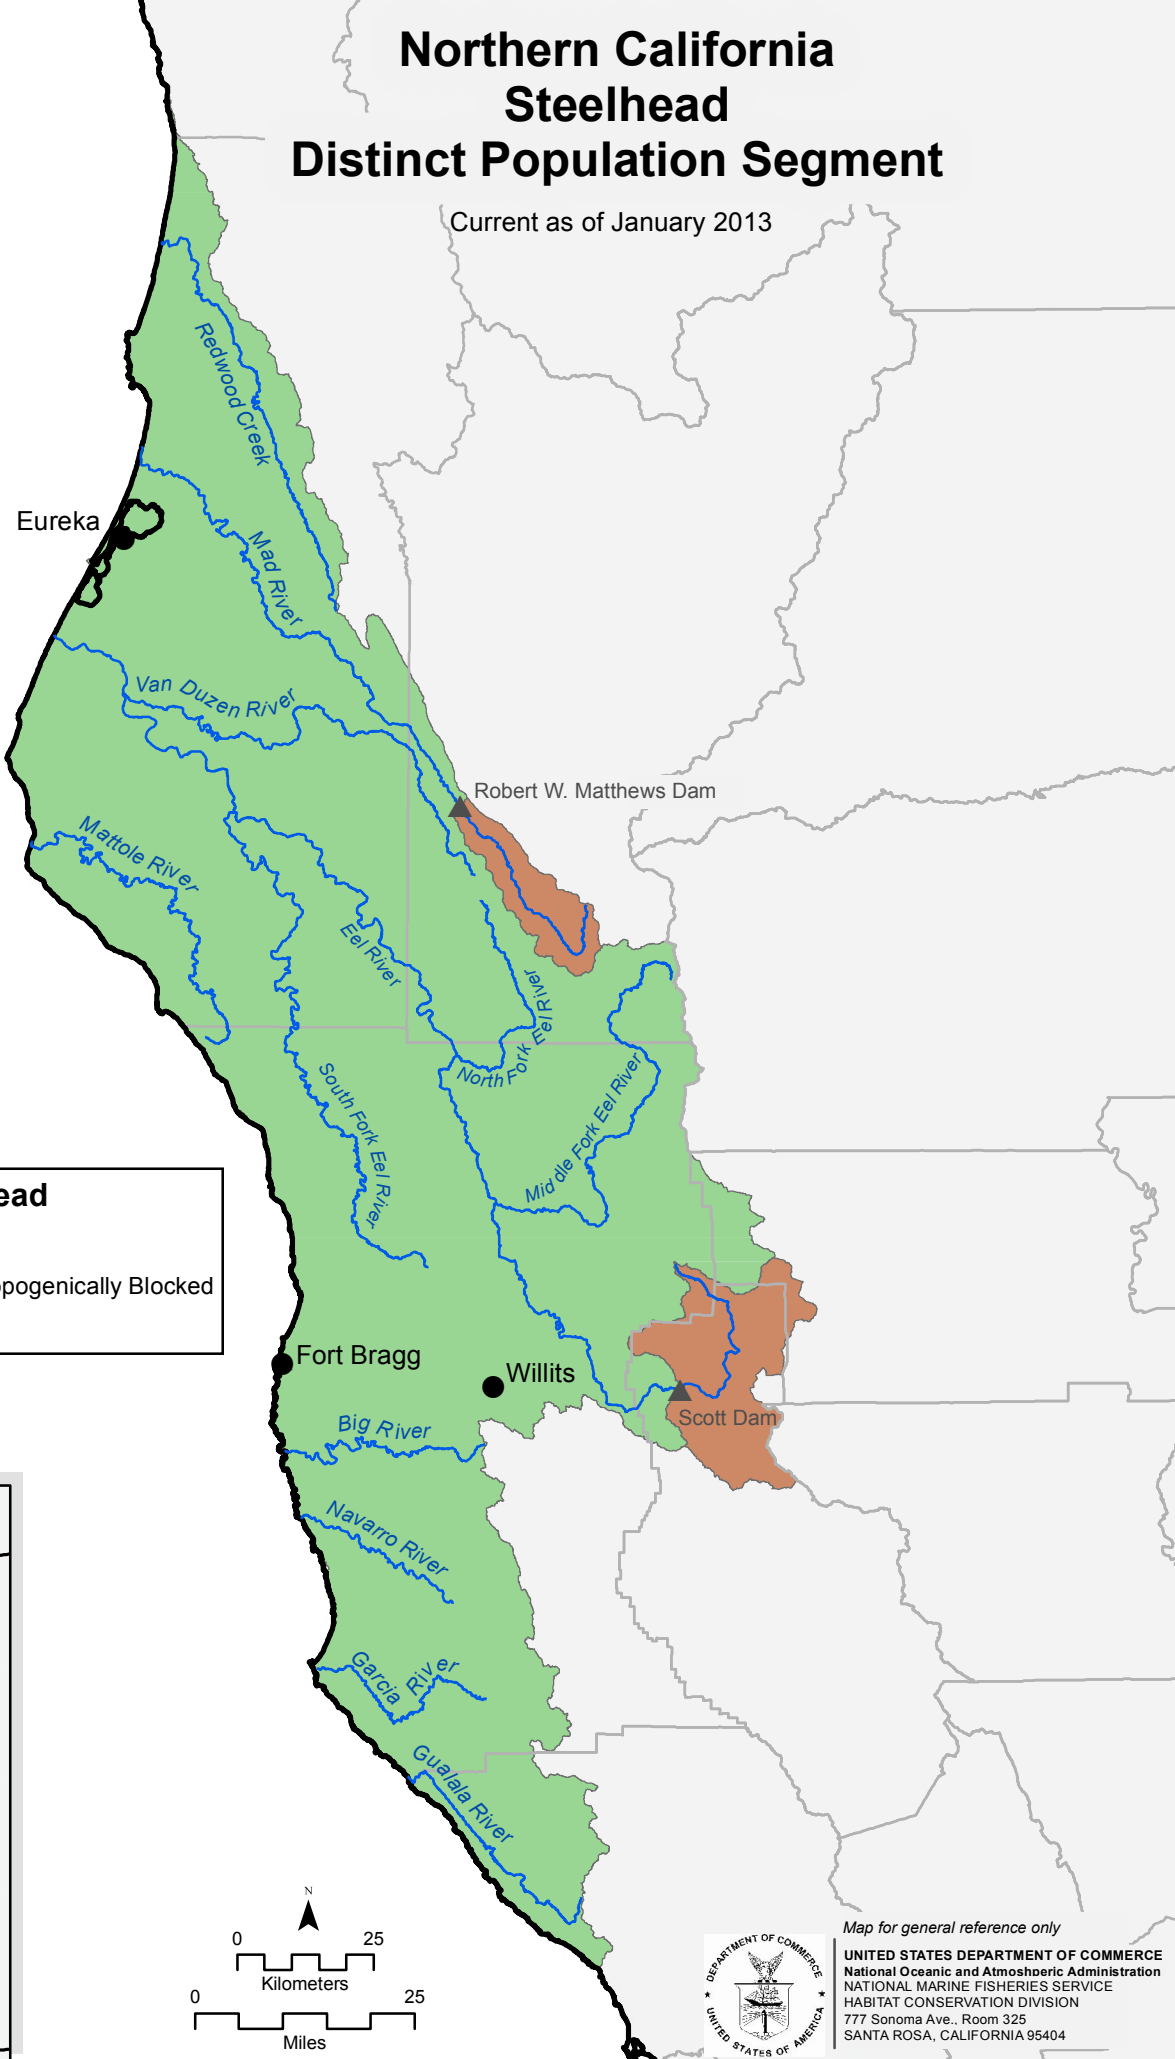 Northern California
Steelhead
Distinct Population Segment
Current as of January 2013
Redwood Creek
Eureka
Mad River
Van Duzen River
Robert W. Matthews Dam
Mattole River
Eel River
North Fork Eel River
South Fork Eel River
Middle Fork Eel River
ead
opogenically Blocked
Fort Bragg
Willits
Scott Dam
Big River
Navarro River
Garcia River
Gualala River
N
0 25
Kilometers
0 25
Miles
DEPARTMENT OF COMMERCE
UNITED STATES OF AMERICA
Map for general reference only
UNITED STATES DEPARTMENT OF COMMERCE
National Oceanic and Atmoshperic Administration
NATIONAL MARINE FISHERIES SERVICE
HABITAT CONSERVATION DIVISION
777 Sonoma Ave., Room 325
SANTA ROSA, CALIFORNIA 95404